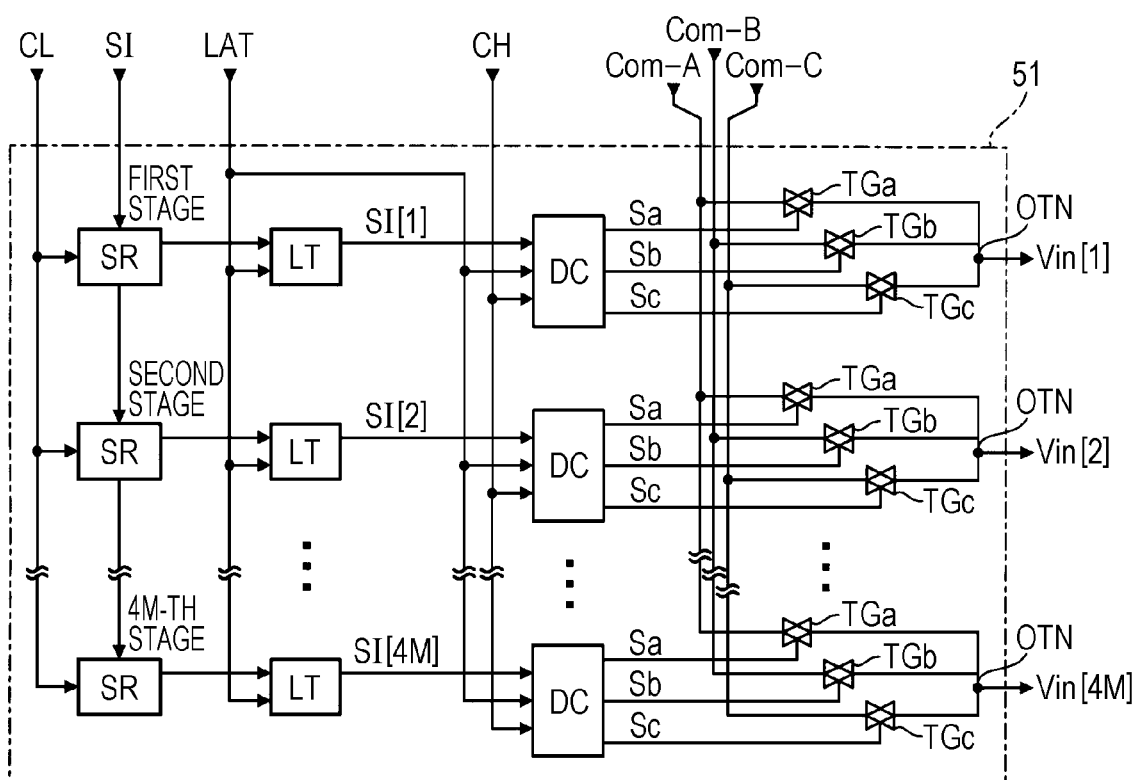 CL
SI
LAT
CH
Com-A
Com-B
Com-C
51
FIRST
STAGE
SR
LT
SI[1]
DC
Sa
Sb
Sc
TGa
TGb
TGc
OTN
Vin[1]
SECOND
STAGE
SR
LT
SI[2]
DC
Sa
Sb
Sc
TGa
TGb
TGc
OTN
Vin[2]
4M-TH
STAGE
SR
LT
SI[4M]
DC
Sa
Sb
Sc
TGa
TGb
TGc
OTN
Vin[4M]